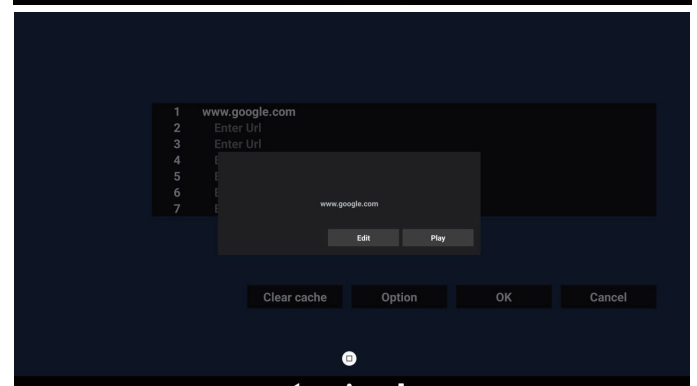 1 www.google.com
2 Enter Url
3 Enter Url
4 E
5 E
6 E
7 E
www.google.com
Edit Play
Clear cache Option OK Cancel